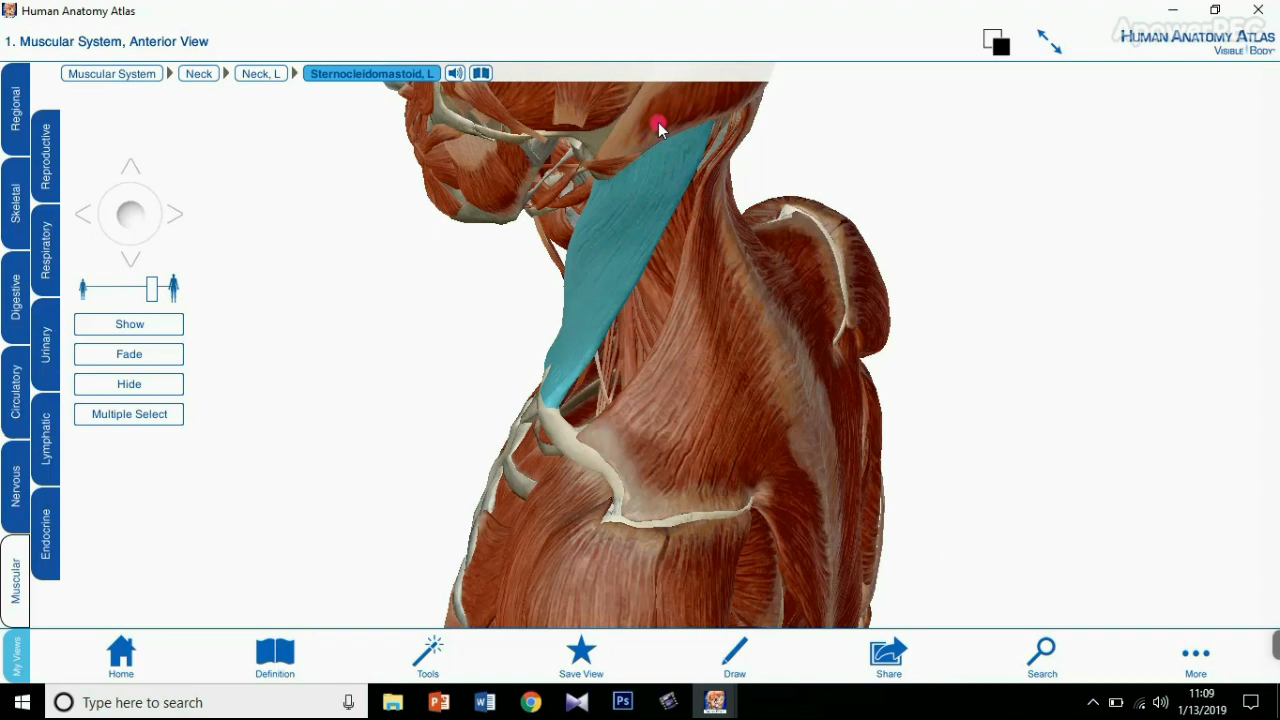 Human Anatomy Atlas
ApowerREC
1. Muscular System, Anterior View
HUMAN ANATOMY ATLAS
VISIBLE BODY
Muscular System
Neck
Neck, L
Sternocleidomastoid, L
Regional
Skeletal
Digestive
Circulatory
Nervous
Muscular
My Views
Reproductive
Respiratory
Urinary
Lymphatic
Endocrine
Show
Fade
Hide
Multiple Select
Home
Definition
Tools
Save View
Draw
Share
Search
More
Type here to search
11:09
1/13/2019